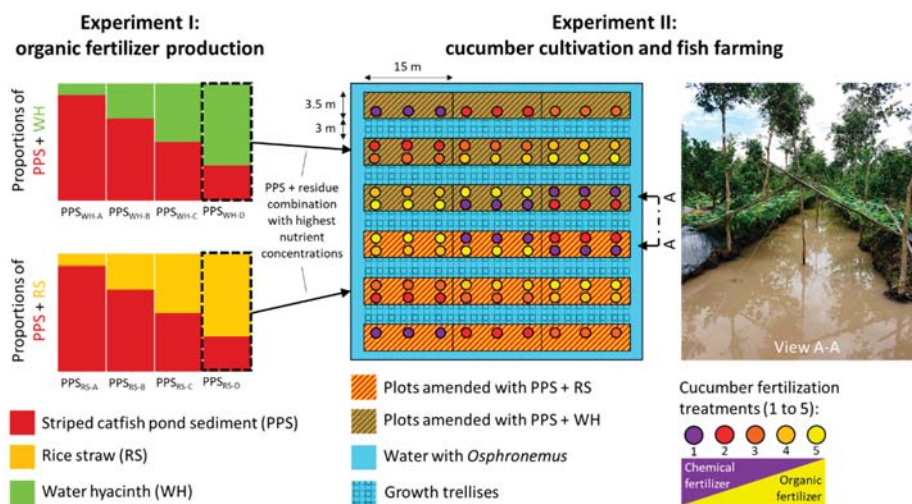 Experiment I:
organic fertilizer production
Proportions of
PPS + WH
PPSWH-A
PPSWH-B
PPSWH-C
PPSWH-D
Proportions of
PPS + RS
PPSRS-A
PPSRS-B
PPSRS-C
PPSRS-D
Striped catfish pond sediment (PPS)
Rice straw (RS)
Water hyacinth (WH)
PPS + residue
combination
with highest
nutrient
concentrations
Experiment II:
cucumber cultivation and fish farming
15 m
3.5 m
3 m
A
A
View A-A
Plots amended with PPS + RS
Plots amended with PPS + WH
Water with Osphronemus
Growth trellises
Cucumber fertilization
treatments (1 to 5):
1 2 3 4 5
Chemical
fertilizer
Organic
fertilizer